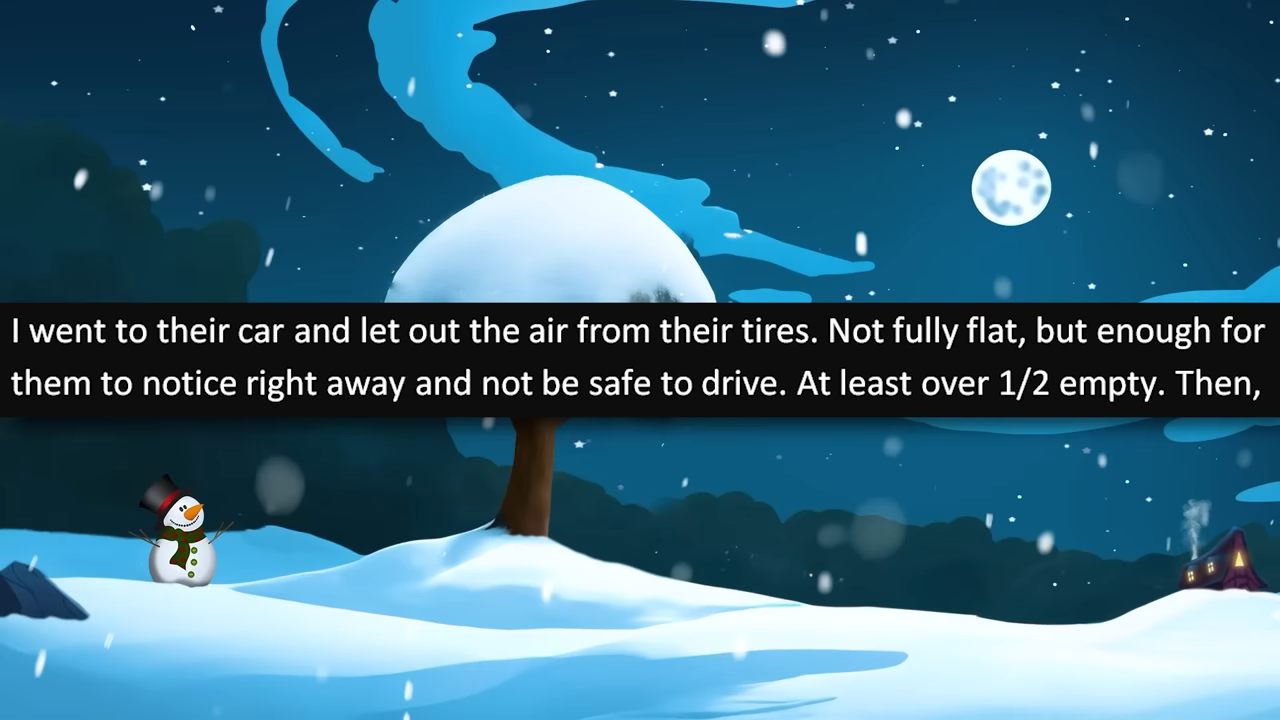 I went to their car and let out the air from their tires. Not fully flat, but enough for
them to notice right away and not be safe to drive. At least over 1/2 empty. Then,